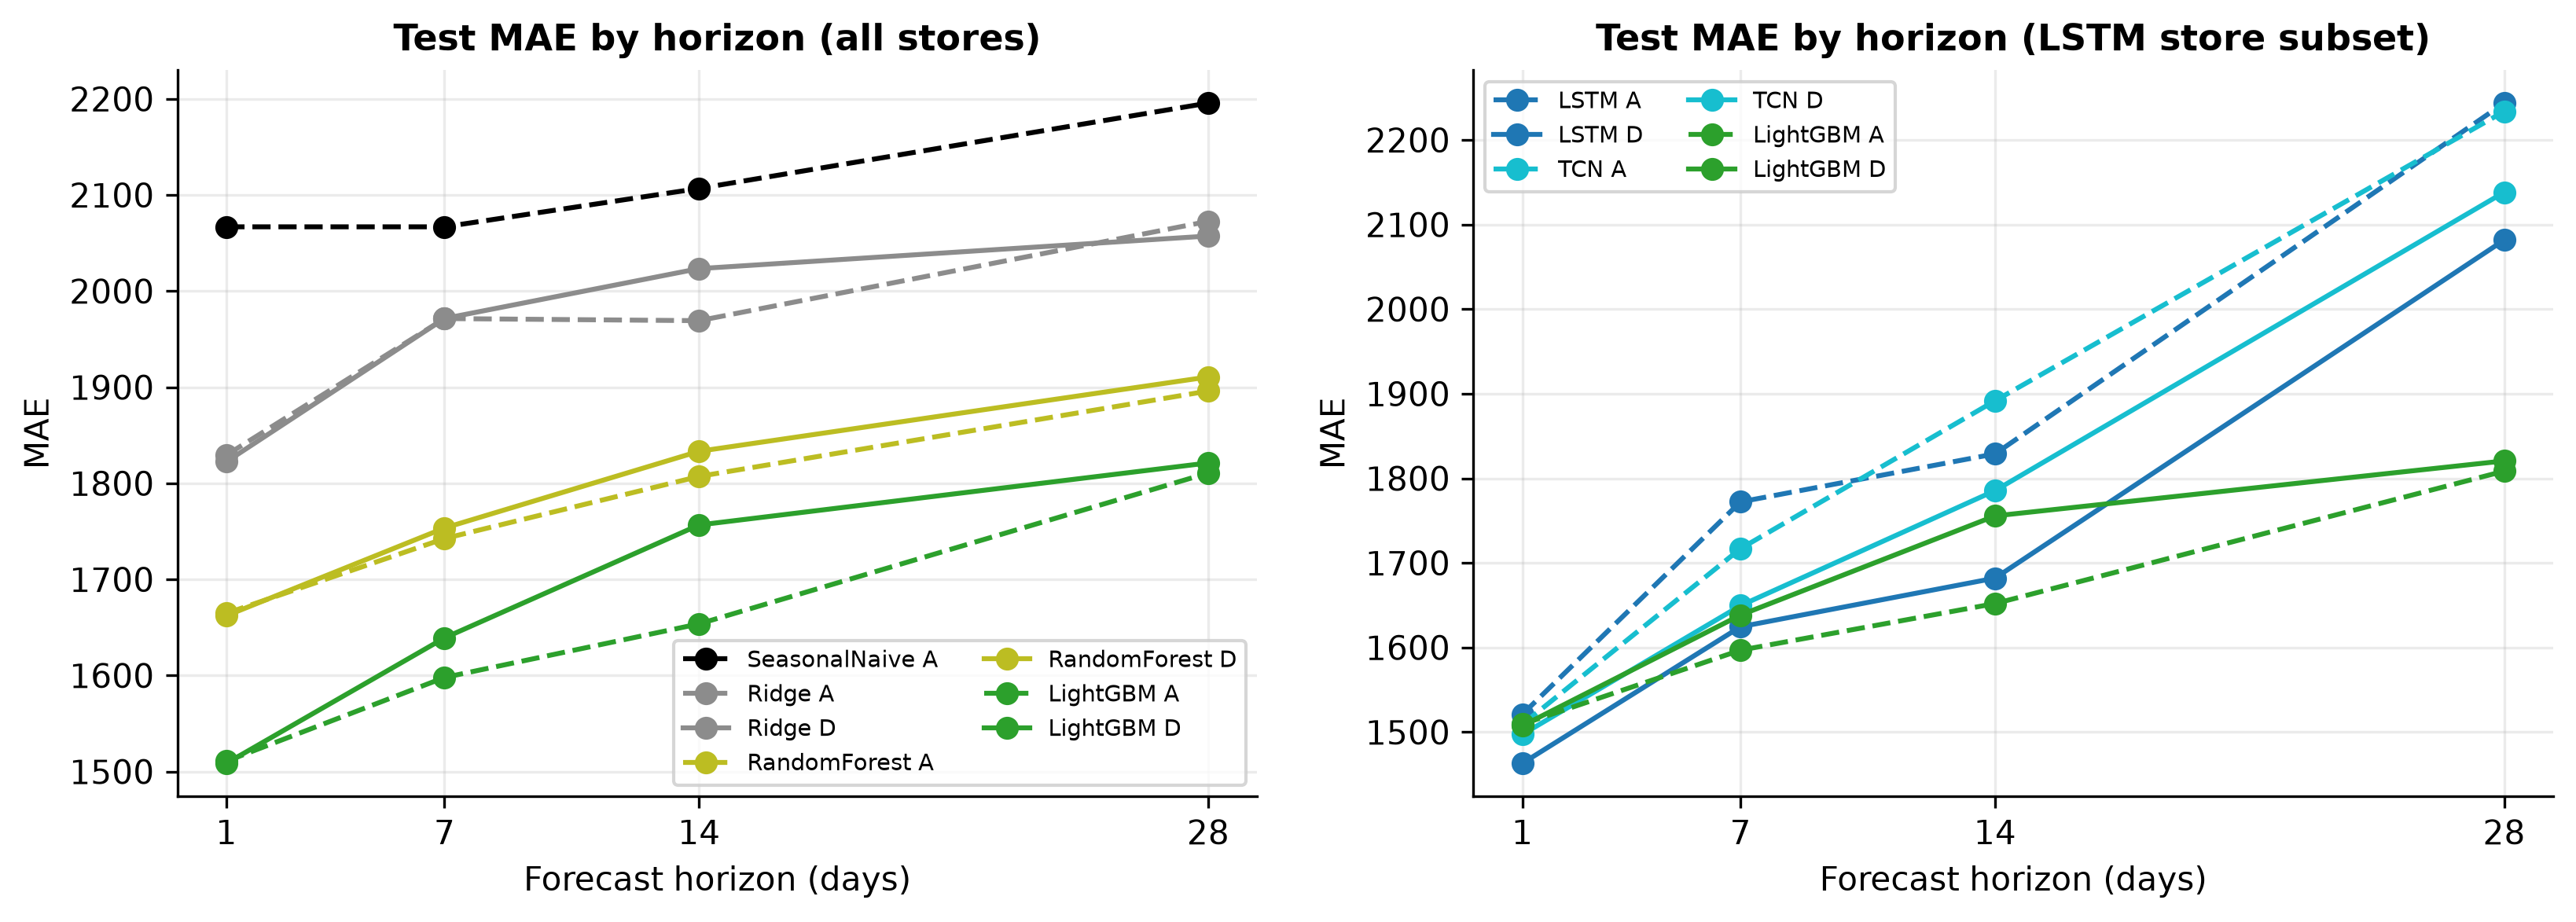 Test MAE by horizon (all stores)
MAE
2200
2100
2000
1900
1800
1700
1600
1500
SeasonalNaive A
Ridge A
Ridge D
RandomForest A
RandomForest D
LightGBM A
LightGBM D
1 7 14 28
Forecast horizon (days)
Test MAE by horizon (LSTM store subset)
MAE
2200
2100
2000
1900
1800
1700
1600
1500
LSTM A
LSTM D
TCN A
TCN D
LightGBM A
LightGBM D
1 7 14 28
Forecast horizon (days)